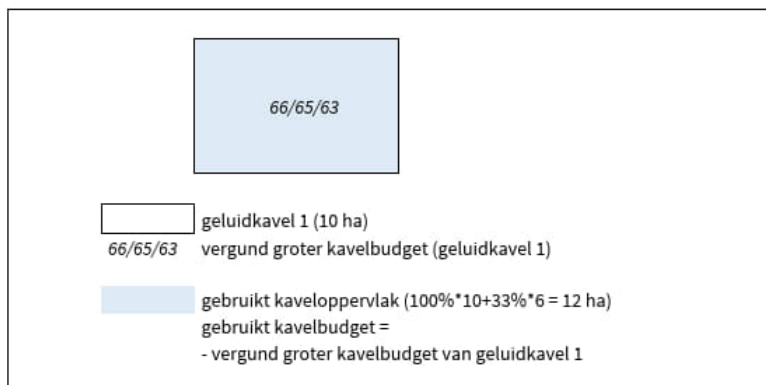 66/65/63
geluidkavel 1 (10 ha)
66/65/63 vergund groter kavelbudget (geluidkavel 1)
gebruikt kaveloppervlak (100%*10+33%*6 = 12 ha)
gebruikt kavelbudget =
- vergund groter kavelbudget van geluidkavel 1